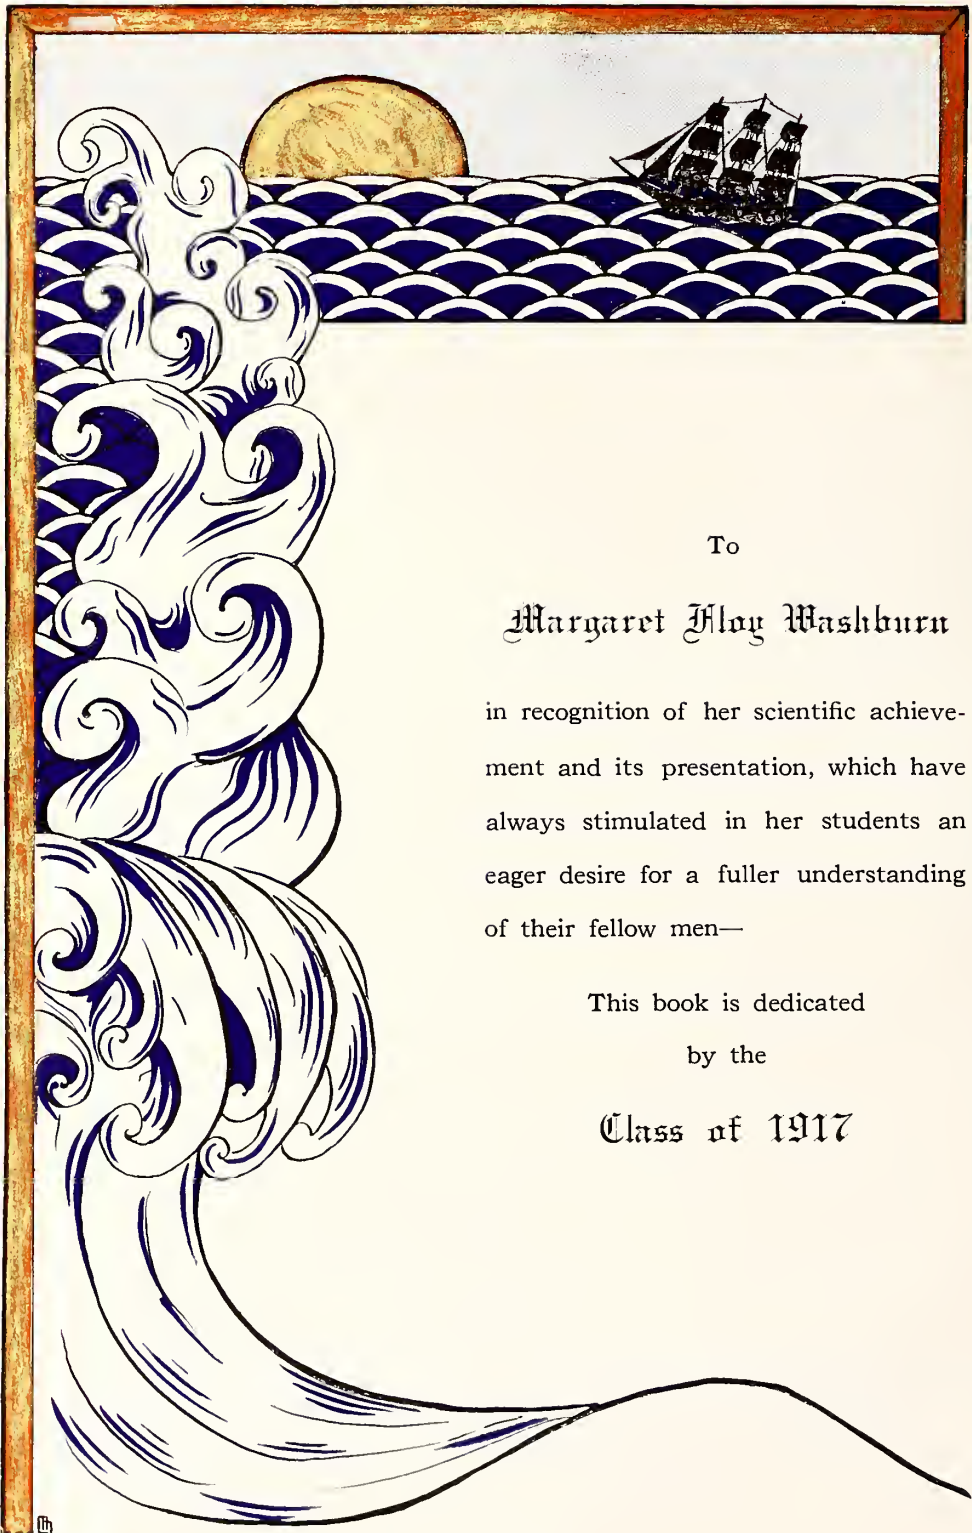 To
Margaret Floy Washburn
in recognition of her scientific achieve-
ment and its presentation, which have
always stimulated in her students an
eager desire for a fuller understanding
of their fellow men—
This book is dedicated
by the
Class of 1917